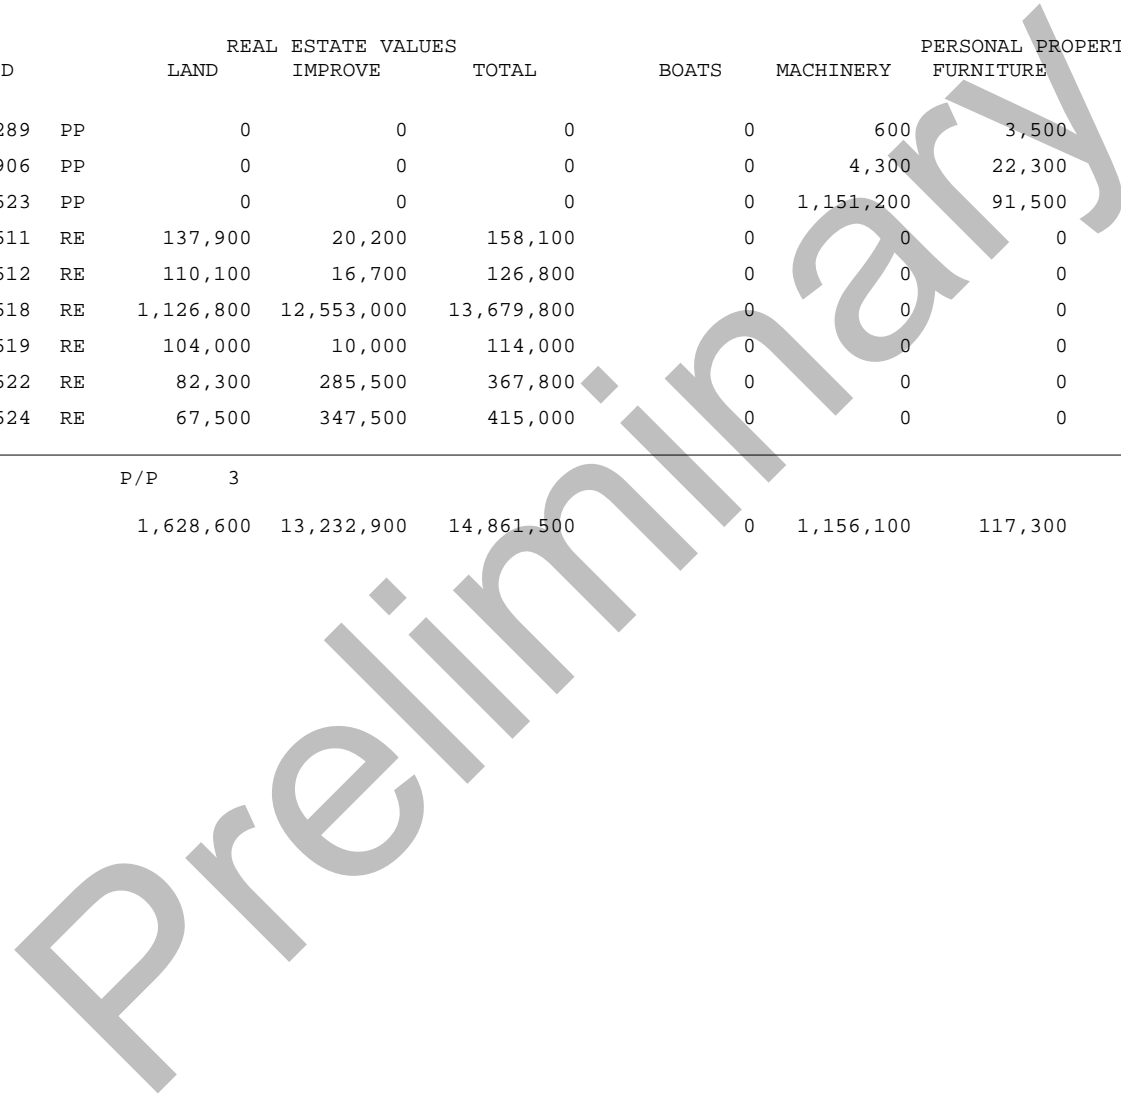 REAL ESTATE VALUES PERSONAL PROPERT
D LAND IMPROVE TOTAL BOATS MACHINERY FURNITURE
289 PP 0 0 0 0 600 3,500
906 PP 0 0 0 0 4,300 22,300
523 PP 0 0 0 0 1,151,200 91,500
511 RE 137,900 20,200 158,100 0 0 0
512 RE 110,100 16,700 126,800 0 0 0
518 RE 1,126,800 12,553,000 13,679,800 0 0 0
519 RE 104,000 10,000 114,000 0 0 0
522 RE 82,300 285,500 367,800 0 0 0
524 RE 67,500 347,500 415,000 0 0 0
P/P 3
1,628,600 13,232,900 14,861,500 0 1,156,100 117,300
Preliminary